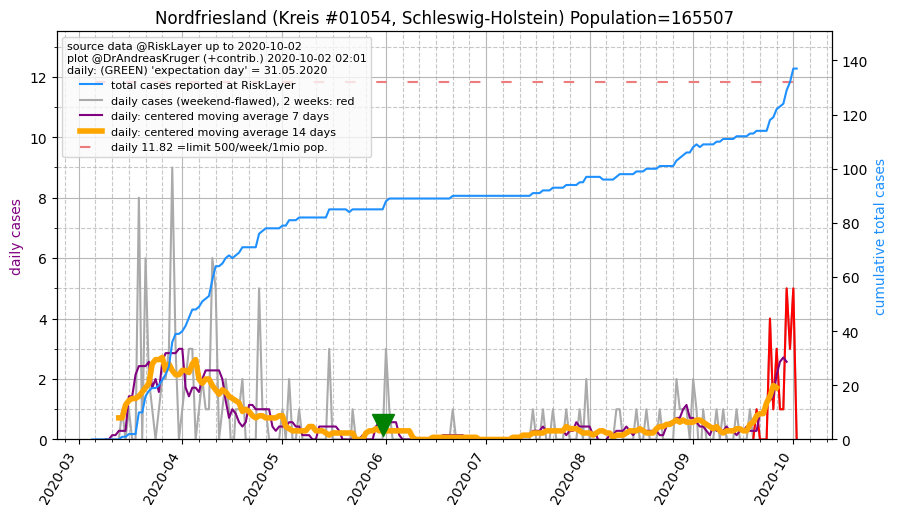 Nordfriesland (Kreis #01054, Schleswig-Holstein) Population=165507
source data @RiskLayer up to 2020-10-02
plot @DrAndreasKruger (+contrib.) 2020-10-02 02:01
daily: (GREEN) 'expectation day' = 31.05.2020
total cases reported at RiskLayer
daily cases (weekend-flawed), 2 weeks: red
daily: centered moving average 7 days
daily: centered moving average 14 days
daily 11.82 =limit 500/week/1mio pop.
daily cases
12
10
8
6
4
2
0
cumulative total cases
140
120
100
80
60
40
20
0
2020-03
2020-04
2020-05
2020-06
2020-07
2020-08
2020-09
2020-10